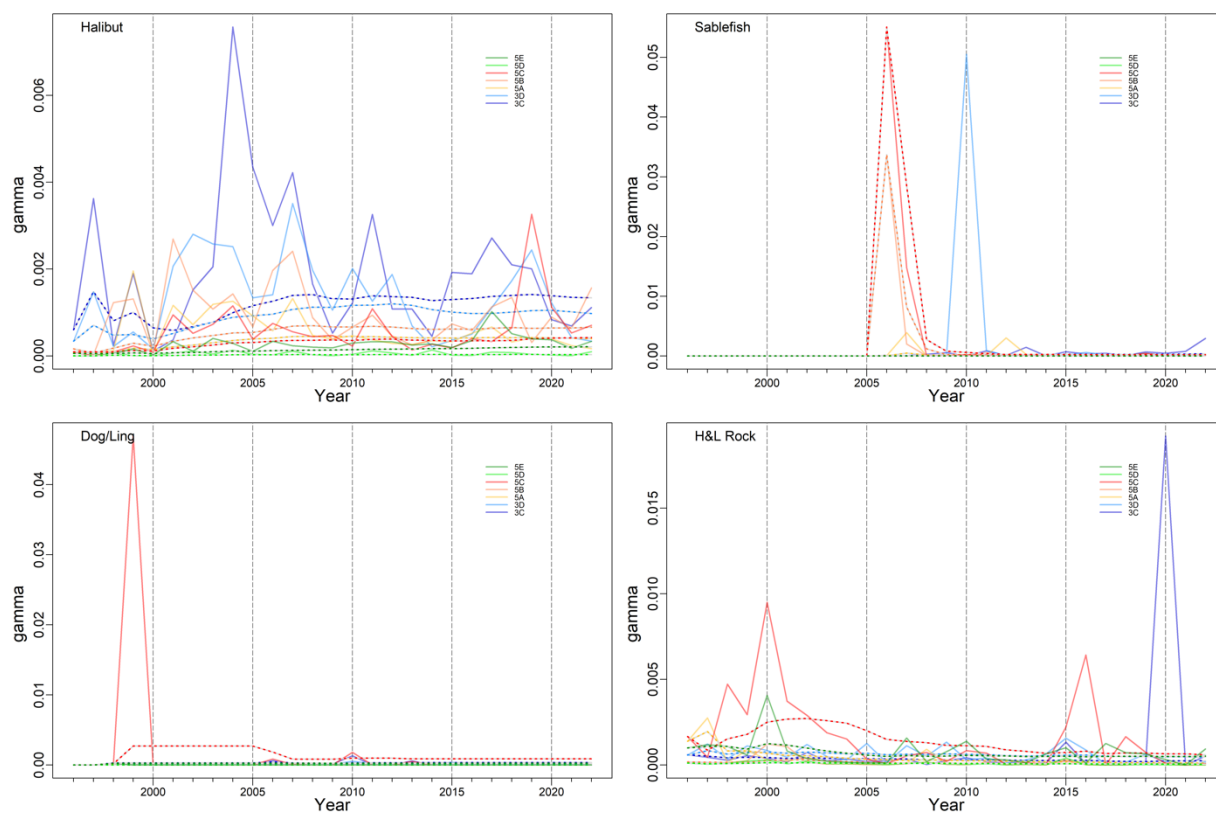 Halibut
5E
5D
5C
5B
5A
3D
3C
gamma
0.000
0.002
0.004
0.006
2000
2005
2010
2015
2020
Year
Sablefish
5E
5D
5C
5B
5A
3D
3C
gamma
0.00
0.01
0.02
0.03
0.04
0.05
2000
2005
2010
2015
2020
Year
Dog/Ling
5E
5D
5C
5B
5A
3D
3C
gamma
0.00
0.01
0.02
0.03
0.04
2000
2005
2010
2015
2020
Year
H&L Rock
5E
5D
5C
5B
5A
3D
3C
gamma
0.000
0.005
0.010
0.015
2000
2005
2010
2015
2020
Year